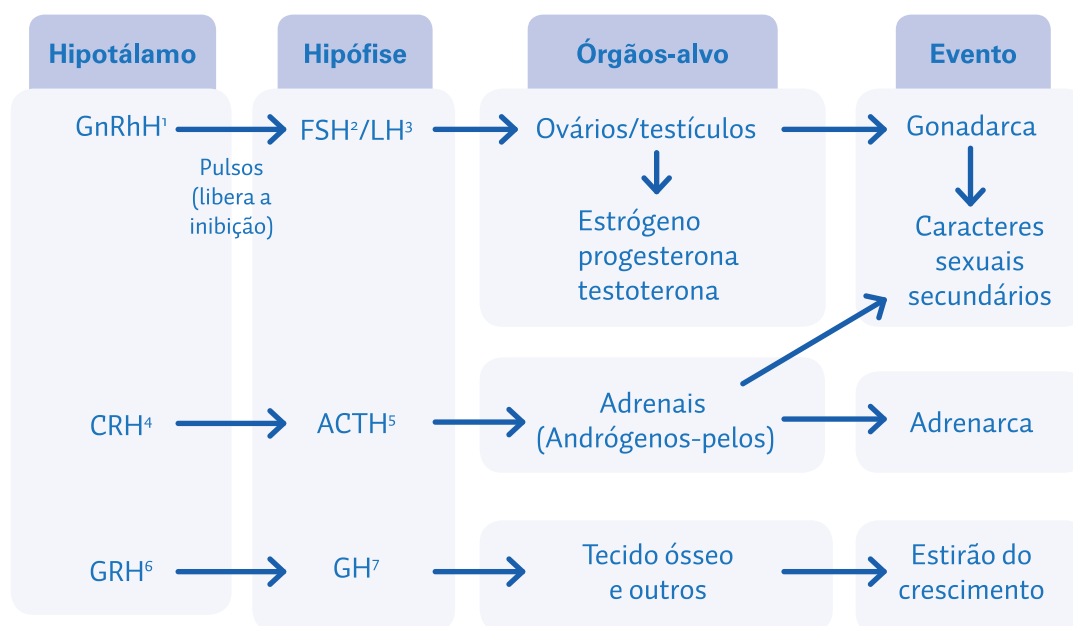 Hipotálamo
Hipófise
Órgãos-alvo
Evento
GnRhH¹
FSH²/LH³
Ovários/testículos
Gonadarca
Pulsos
(libera a
inibição)
Estrógeno
progesterona
testoterona
Caracteres
sexuais
secundários
CRH⁴
ACTH⁵
Adrenais
(Andrógenos-pelos)
Adrenarca
GRH⁶
GH⁷
Tecido ósseo
e outros
Estirão do
crescimento